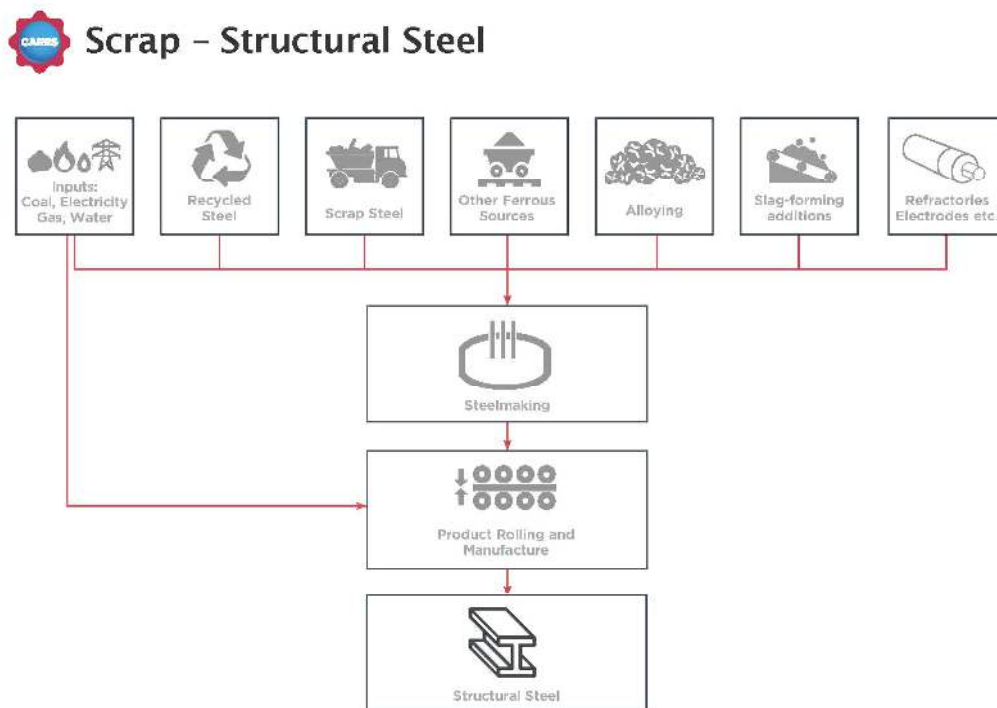 CARES
Scrap – Structural Steel
Inputs:
Coal, Electricity
Gas, Water
Recycled
Steel
Scrap Steel
Other Ferrous
Sources
Alloying
Slag-forming
additions
Refractories
Electrodes etc.
Steelmaking
Product Rolling and
Manufacture
Structural Steel